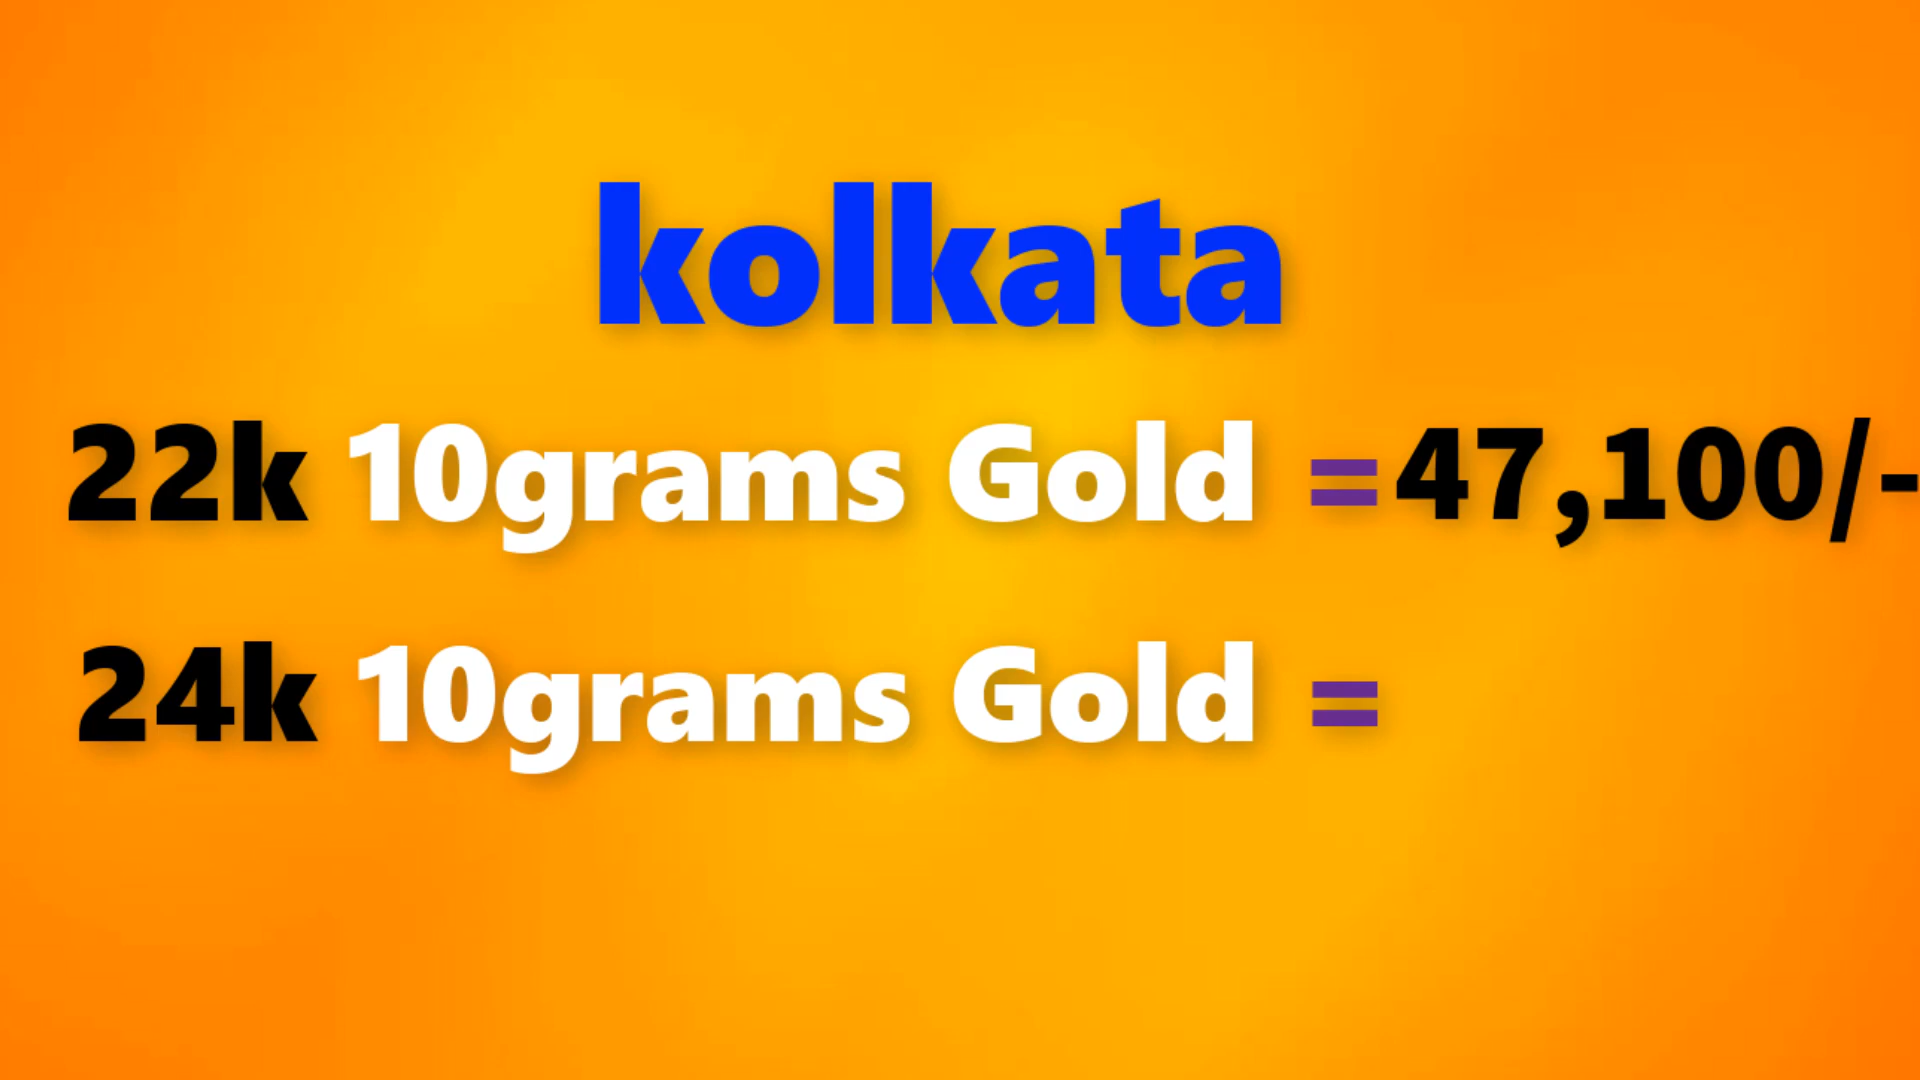 kolkata
22k 10grams Gold =47,100/-
24k 10grams Gold =